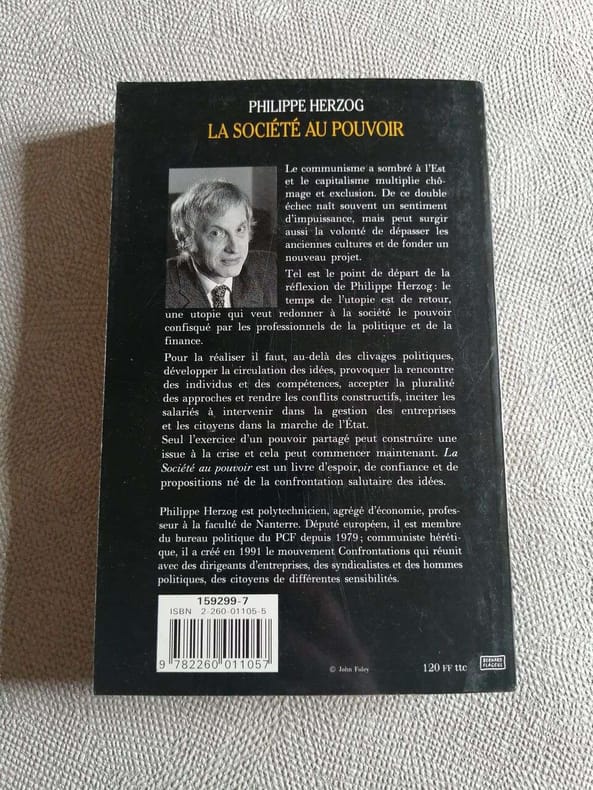 PHILIPPE HERZOG
LA SOCIÉTÉ AU POUVOIR
Le communisme a sombré à l'Est
et le capitalisme multiplie chô-
mage et exclusion. De ce double
échec naît souvent un sentiment
d'impuissance, mais peut surgir
aussi la volonté de dépasser les
anciennes cultures et de fonder un
nouveau projet.
Tel est le point de départ de la
réflexion de Philippe Herzog : le
temps de l'utopie est de retour,
une utopie qui veut redonner à la société le pouvoir
confisqué par les professionnels de la politique et de la
finance.
Pour la réaliser il faut, au-delà des clivages politiques,
développer la circulation des idées, provoquer la rencontre
des individus et des compétences, accepter la pluralité
des approches et rendre les conflits constructifs, inciter les
salariés à intervenir dans la gestion des entreprises
et les citoyens dans la marche de l'État.
Seul l'exercice d'un pouvoir partagé peut construire une
issue à la crise et cela peut commencer maintenant. La
Société au pouvoir est un livre d'espoir, de confiance et de
propositions né de la confrontation salutaire des idées.
Philippe Herzog est polytechnicien, agrégé d'économie, profes-
seur à la faculté de Nanterre. Député européen, il est membre
du bureau politique du PCF depuis 1979 ; communiste héréti-
que, il a créé en 1991 le mouvement Confrontations qui réunit
avec des dirigeants d'entreprises, des syndicalistes et des hommes
politiques, des citoyens de différentes sensibilités.
159299-7
ISBN 2-260-01105-5
9 782260 011057
© John Foley
120 FF ttc